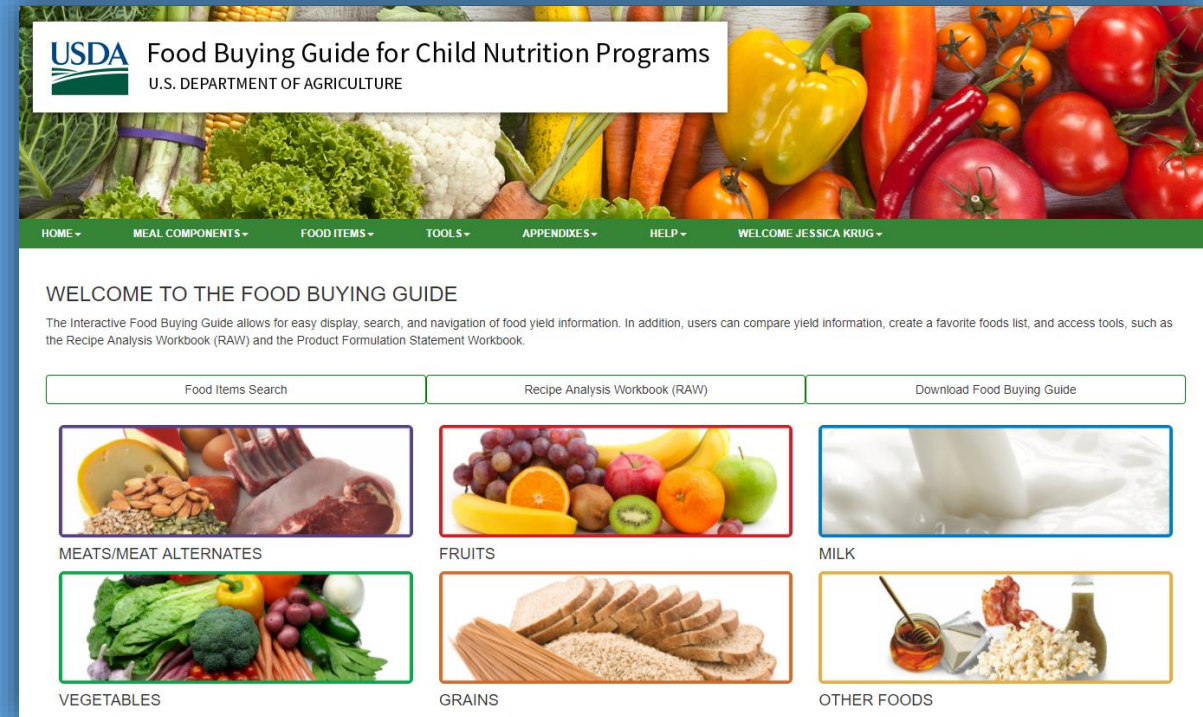 USDA
Food Buying Guide for Child Nutrition Programs
U.S. DEPARTMENT OF AGRICULTURE
HOME
MEAL COMPONENTS
FOOD ITEMS
TOOLS
APPENDIXES
HELP
WELCOME JESSICA KRUG
WELCOME TO THE FOOD BUYING GUIDE
The Interactive Food Buying Guide allows for easy display, search, and navigation of food yield information. In addition, users can compare yield information, create a favorite foods list, and access tools, such as
the Recipe Analysis Workbook (RAW) and the Product Formulation Statement Workbook.
Food Items Search
Recipe Analysis Workbook (RAW)
Download Food Buying Guide
MEATS/MEAT ALTERNATES
FRUITS
MILK
VEGETABLES
GRAINS
OTHER FOODS